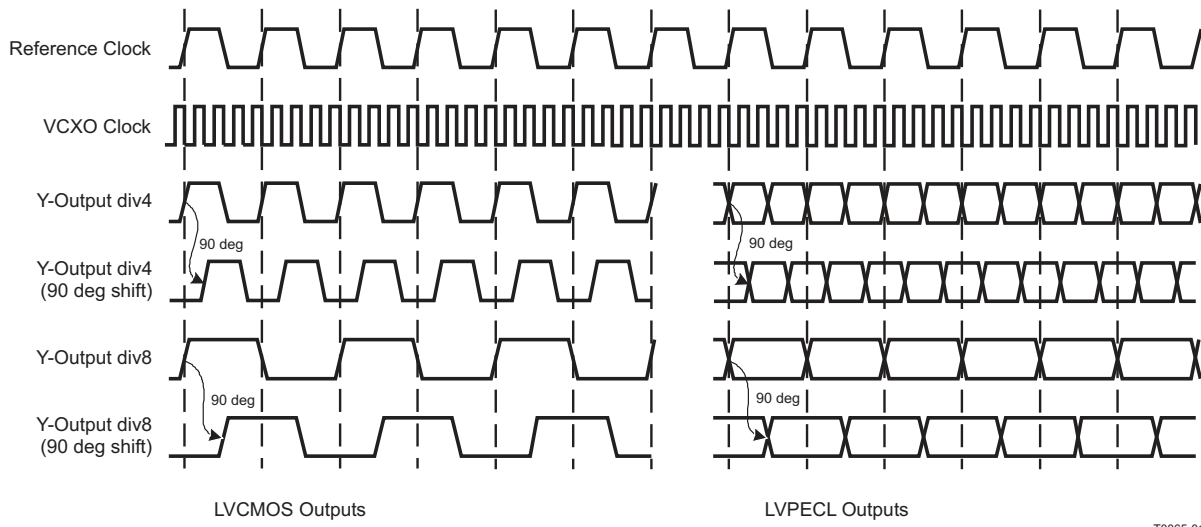 Reference Clock
VCXO Clock
Y-Output div4
90 deg
90 deg
Y-Output div4
(90 deg shift)
Y-Output div8
90 deg
90 deg
Y-Output div8
(90 deg shift)
LVCMOS Outputs
LVPECL Outputs